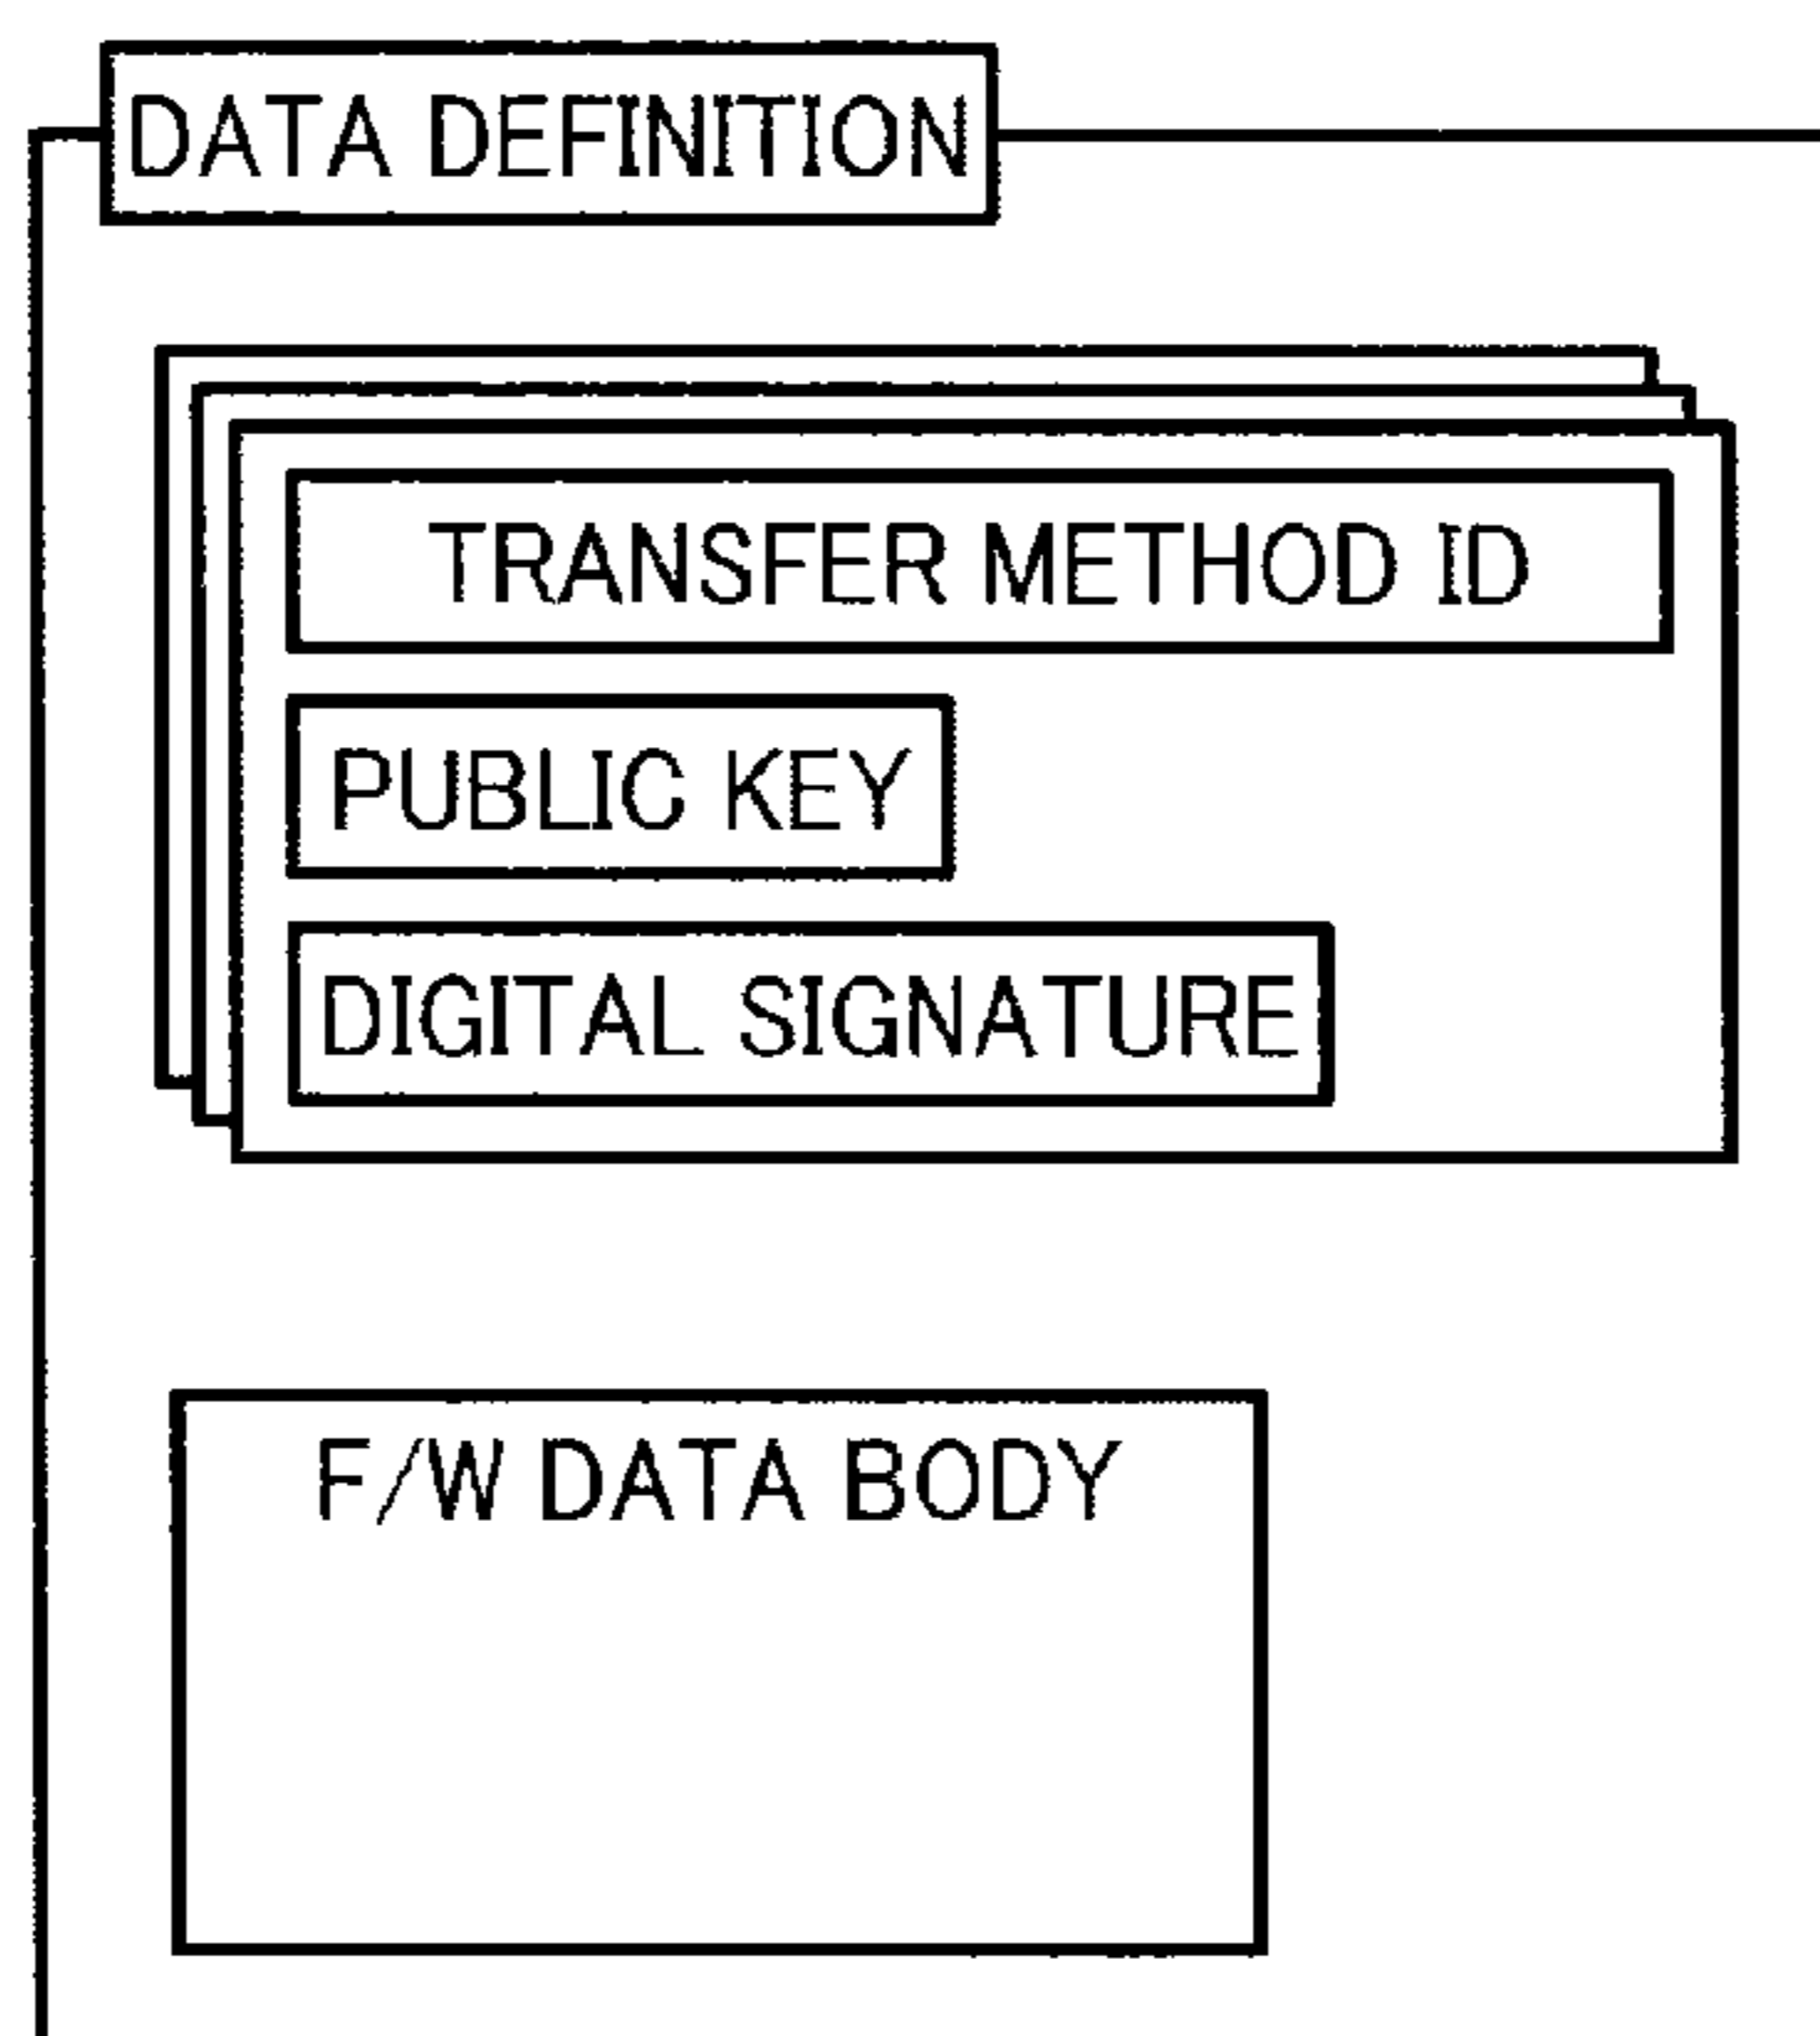 DATA DEFINITION
TRANSFER METHOD ID
PUBLIC KEY
DIGITAL SIGNATURE
F/W DATA BODY